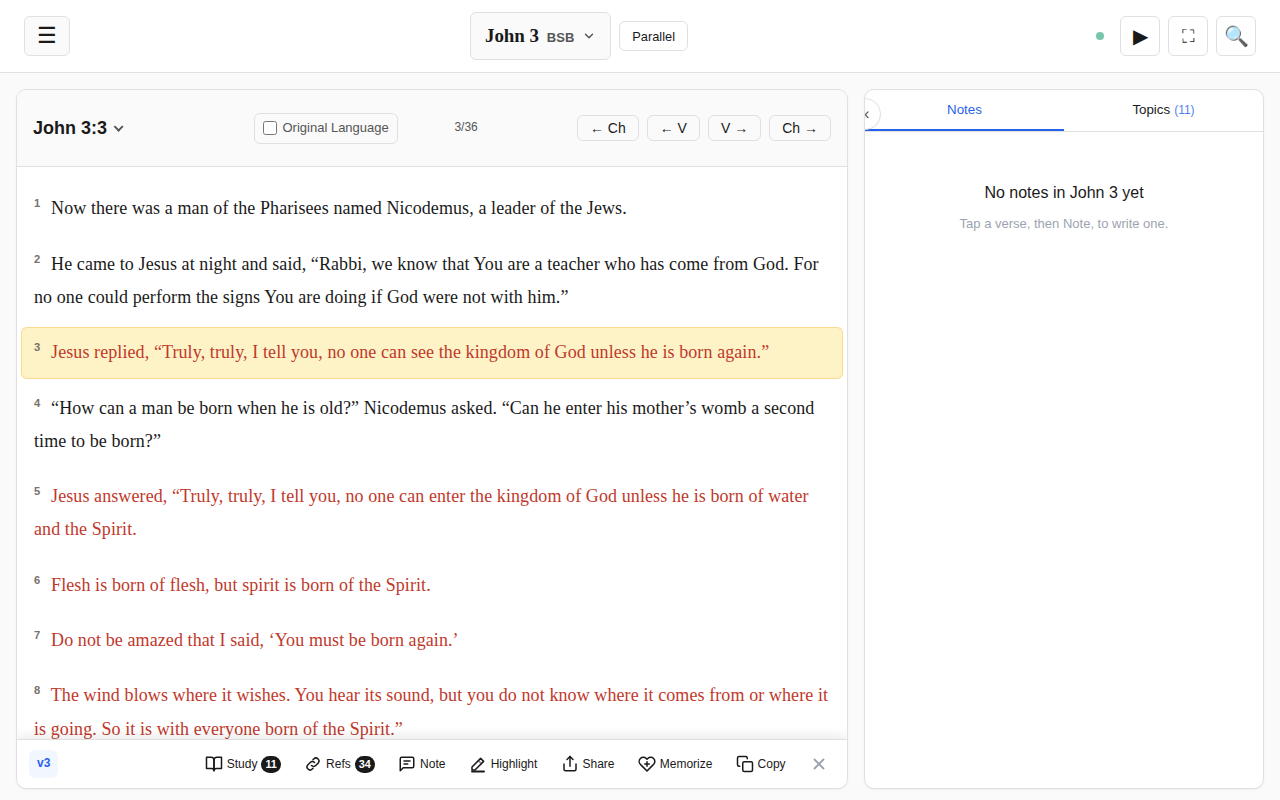 ☰
John 3 BSB
Parallel
John 3:3
Original Language
3/36
← Ch
← V
V →
Ch →
1 Now there was a man of the Pharisees named Nicodemus, a leader of the Jews.
2 He came to Jesus at night and said, “Rabbi, we know that You are a teacher who has come from God. For
no one could perform the signs You are doing if God were not with him.”
3 Jesus replied, “Truly, truly, I tell you, no one can see the kingdom of God unless he is born again.”
4 “How can a man be born when he is old?” Nicodemus asked. “Can he enter his mother’s womb a second
time to be born?”
5 Jesus answered, “Truly, truly, I tell you, no one can enter the kingdom of God unless he is born of water
and the Spirit.
6 Flesh is born of flesh, but spirit is born of the Spirit.
7 Do not be amazed that I said, ‘You must be born again.’
8 The wind blows where it wishes. You hear its sound, but you do not know where it comes from or where it
is going. So it is with everyone born of the Spirit.”
v3
Study 11
Refs 34
Note
Highlight
Share
Memorize
Copy
Notes
Topics (11)
No notes in John 3 yet
Tap a verse, then Note, to write one.